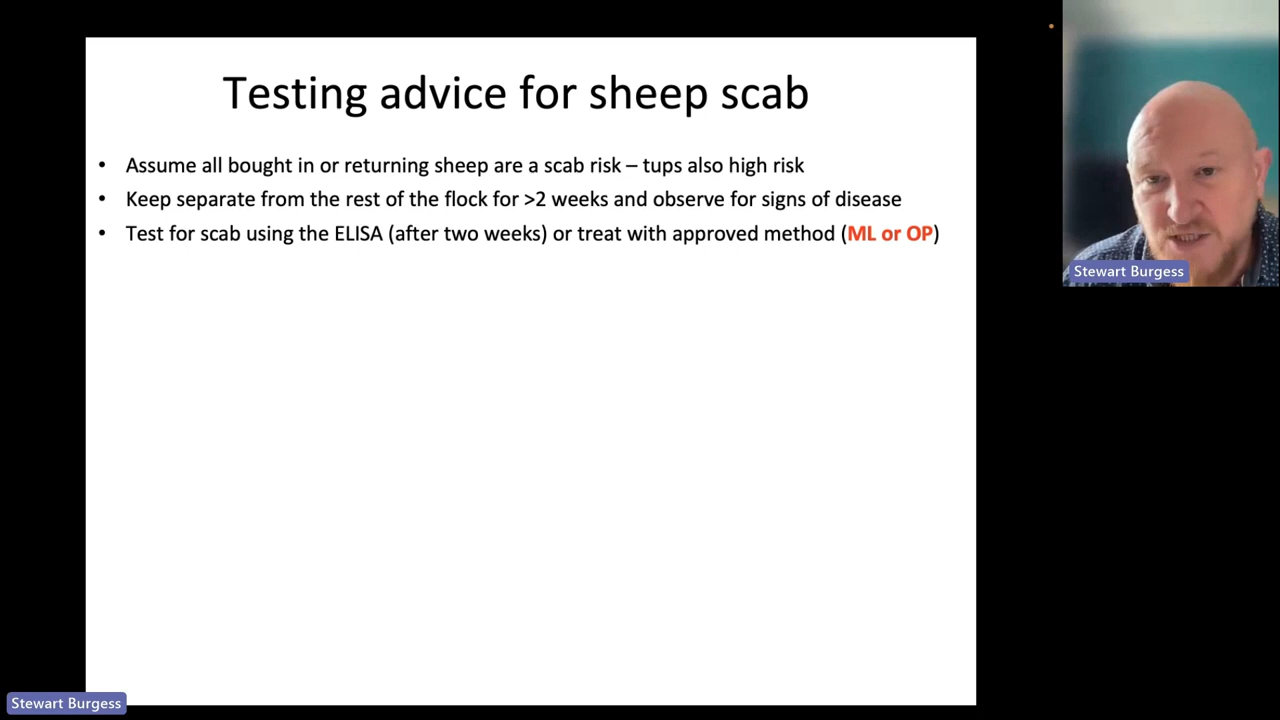 Testing advice for sheep scab
• Assume all bought in or returning sheep are a scab risk – tups also high risk
• Keep separate from the rest of the flock for >2 weeks and observe for signs of disease
• Test for scab using the ELISA (after two weeks) or treat with approved method (ML or OP)
Stewart Burgess
Stewart Burgess